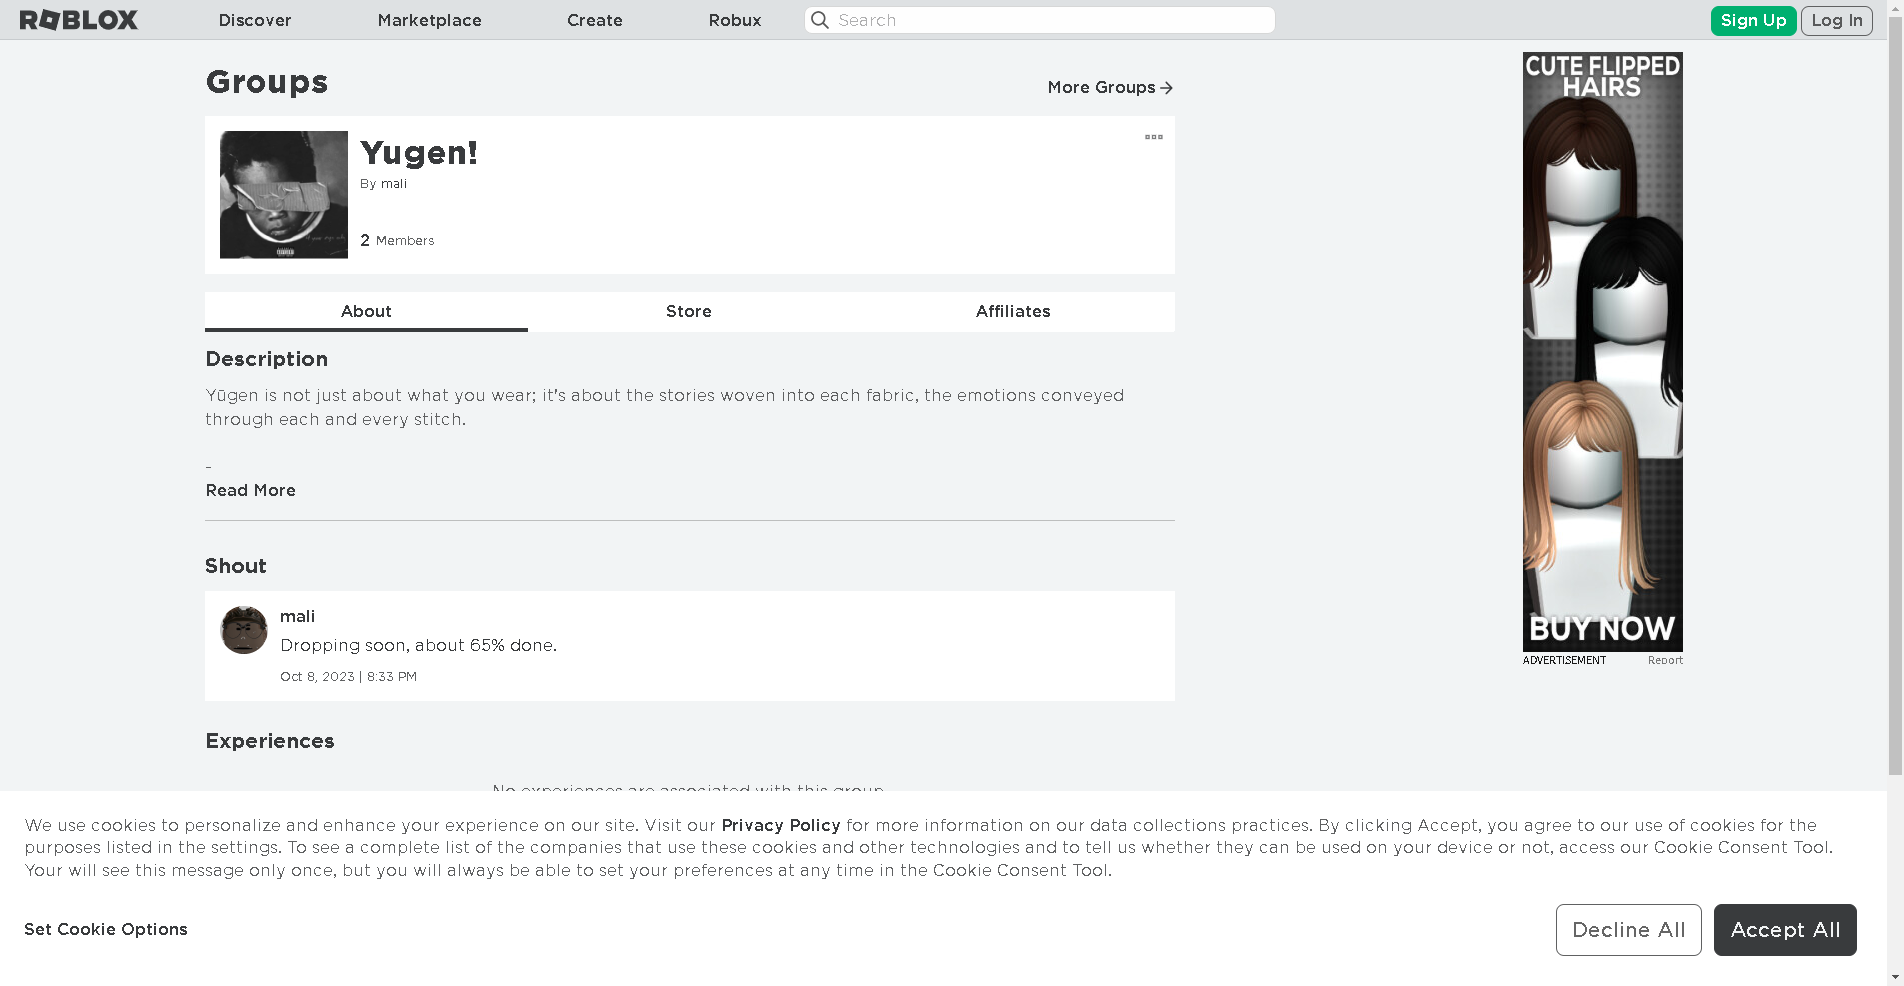 ROBLOX
Discover
Marketplace
Create
Robux
Search
Sign Up
Log In
Groups
More Groups
Yugen!
By mali
2 Members
About
Store
Affiliates
Description
Yūgen is not just about what you wear; it's about the stories woven into each fabric, the emotions conveyed
through each and every stitch.
-
Read More
Shout
mali
Dropping soon, about 65% done.
Oct 8, 2023 | 8:33 PM
Experiences
No experiences are associated with this group
CUTE FLIPPED
HAIRS
BUY NOW
ADVERTISEMENT
Report
We use cookies to personalize and enhance your experience on our site. Visit our Privacy Policy for more information on our data collections practices. By clicking Accept, you agree to our use of cookies for the
purposes listed in the settings. To see a complete list of the companies that use these cookies and other technologies and to tell us whether they can be used on your device or not, access our Cookie Consent Tool.
Your will see this message only once, but you will always be able to set your preferences at any time in the Cookie Consent Tool.
Set Cookie Options
Decline All
Accept All